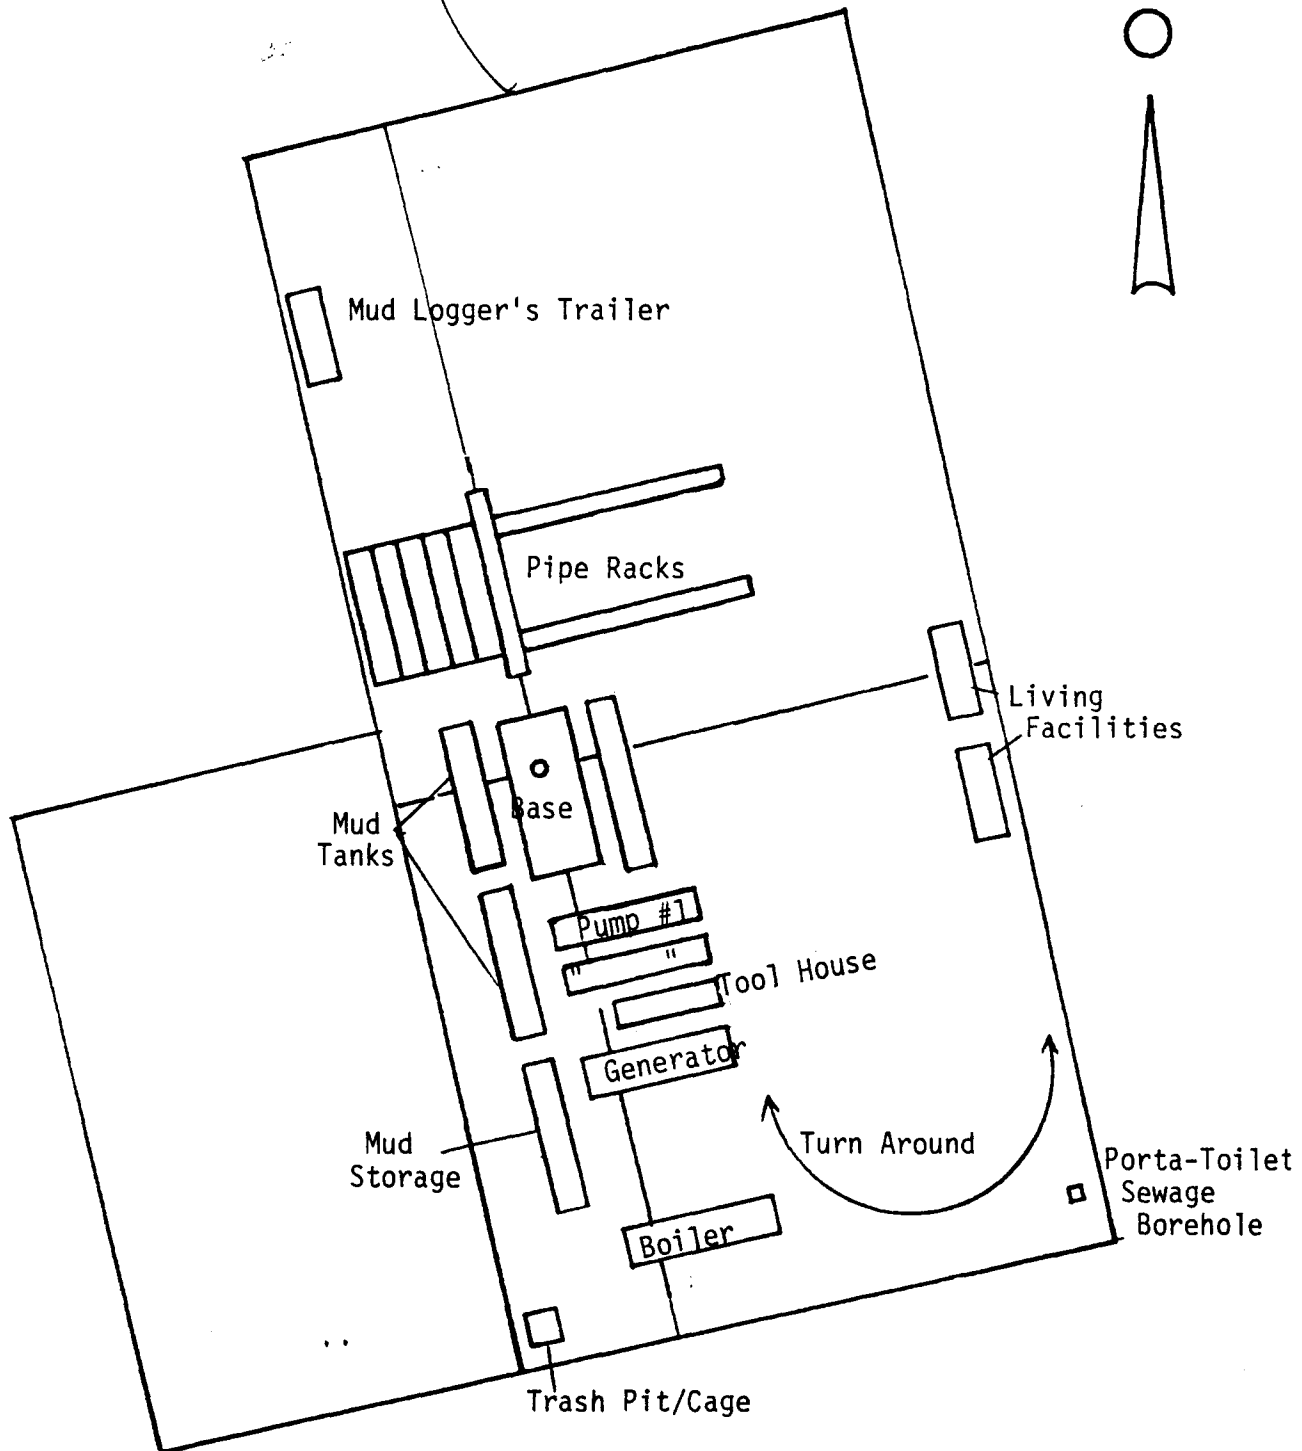 Mud Logger's Trailer
Pipe Racks
Living
Facilities
Base
Mud
Tanks
Pump #1
" "
Tool House
Generator
Turn Around
Mud
Storage
Porta-Toilet
Sewage
Borehole
Boiler
Trash Pit/Cage